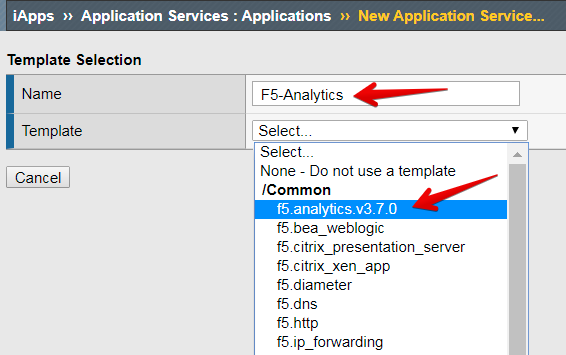 iApps ›› Application Services : Applications ›› New Application Service...
Template Selection
Name F5-Analytics
Template Select...
Select...
None - Do not use a template
/Common
f5.analytics.v3.7.0
f5.bea_weblogic
f5.citrix_presentation_server
f5.citrix_xen_app
f5.diameter
f5.dns
f5.http
f5.ip_forwarding
Cancel